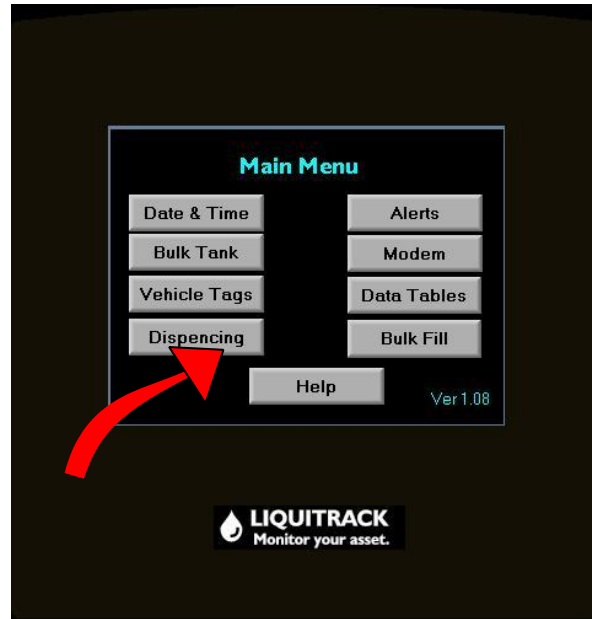 Main Menu
Date & Time
Alerts
Bulk Tank
Modem
Vehicle Tags
Data Tables
Dispencing
Bulk Fill
Help
Ver 1.08
LIQUITRACK
Monitor your asset.